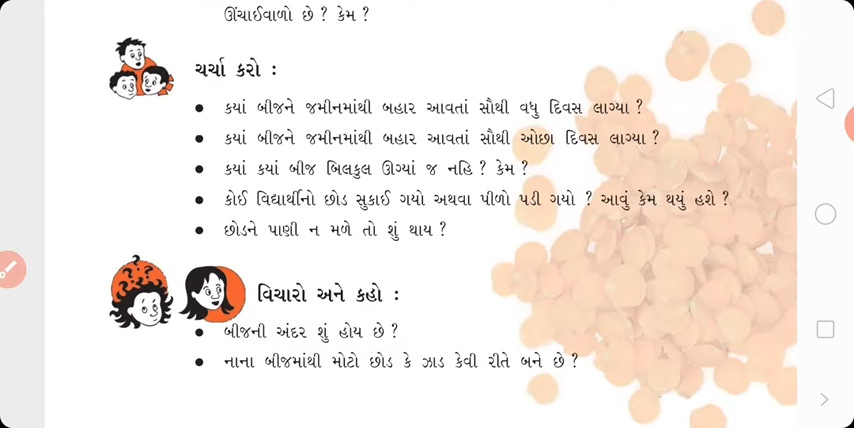 ઊંચાઈવાળો છે ? કેમ ?
ચર્ચા કરો :
• કયાં બીજને જમીનમાંથી બહાર આવતાં સૌથી વધુ દિવસ લાગ્યા ?
• કયાં બીજને જમીનમાંથી બહાર આવતાં સૌથી ઓછા દિવસ લાગ્યા ?
• કયાં કયાં બીજ બિલકુલ ઊગ્યાં જ નહિ ? કેમ ?
• કોઈ વિદ્યાર્થીનો છોડ સુકાઈ ગયો અથવા પીળો પડી ગયો ? આવું કેમ થયું હશે ?
• છોડને પાણી ન મળે તો શું થાય ?
વિચારો અને કહો :
• બીજની અંદર શું હોય છે ?
• નાના બીજમાંથી મોટો છોડ કે ઝાડ કેવી રીતે બને છે ?